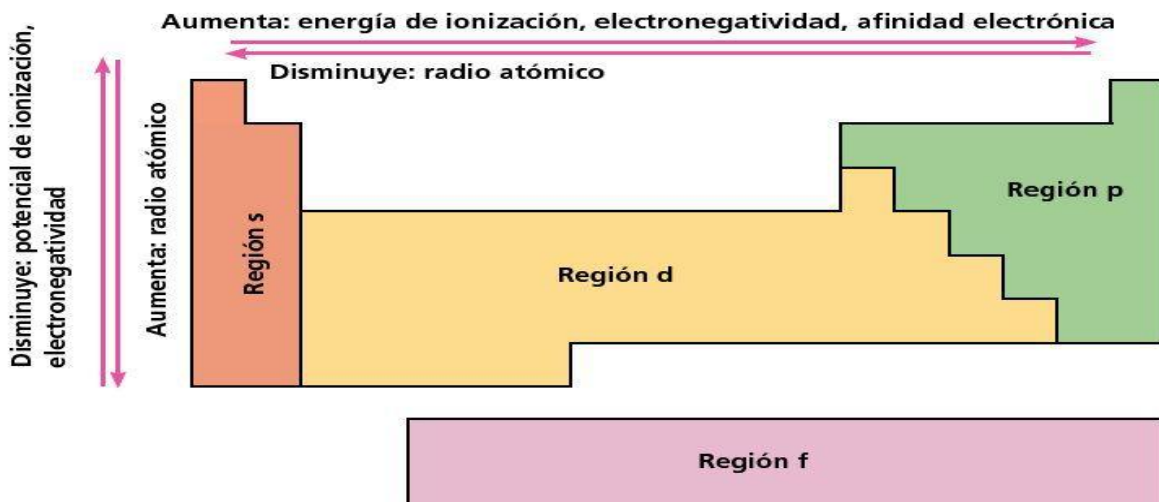 Aumenta: energía de ionización, electronegatividad, afinidad electrónica
Disminuye: radio atómico
Disminuye: potencial de ionización,
electronegatividad
Aumenta: radio atómico
Región s
Región d
Región p
Región f